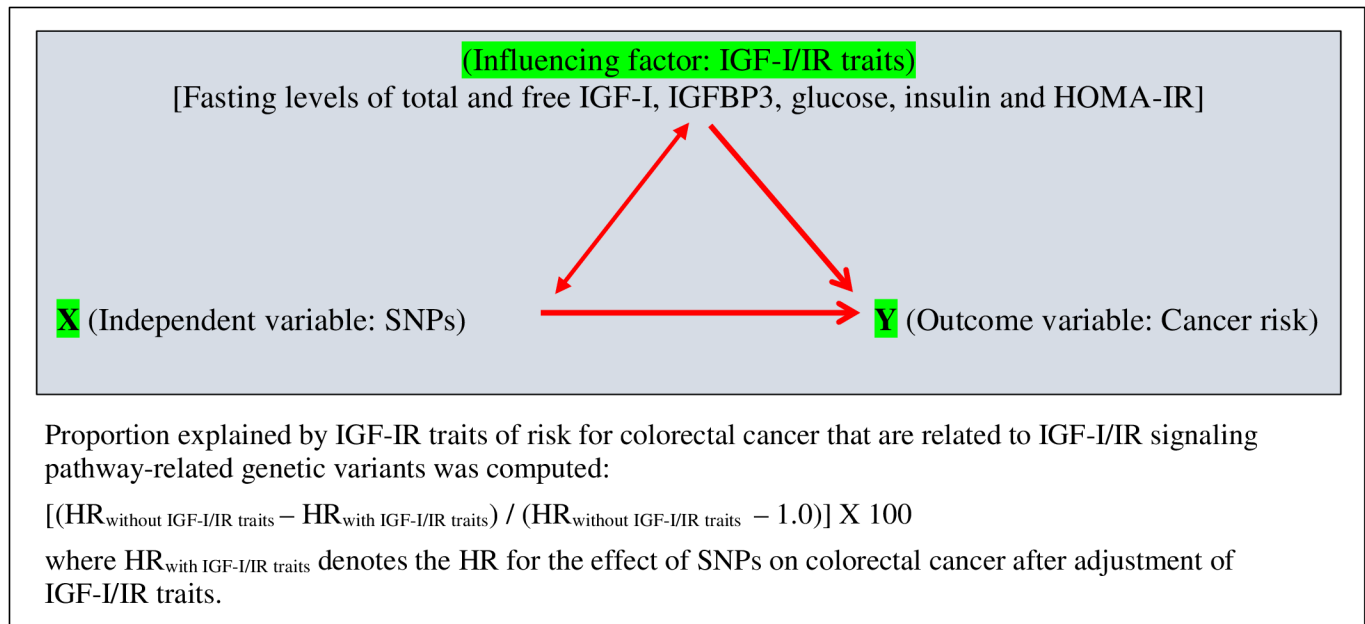 (Influencing factor: IGF-I/IR traits)
[Fasting levels of total and free IGF-I, IGFBP3, glucose, insulin and HOMA-IR]
X (Independent variable: SNPs)
Y (Outcome variable: Cancer risk)
Proportion explained by IGF-IR traits of risk for colorectal cancer that are related to IGF-I/IR signaling
pathway-related genetic variants was computed:
[(HRwithout IGF-I/IR traits – HRwith IGF-I/IR traits) / (HRwithout IGF-I/IR traits – 1.0)] X 100
where HRwith IGF-I/IR traits denotes the HR for the effect of SNPs on colorectal cancer after adjustment of
IGF-I/IR traits.